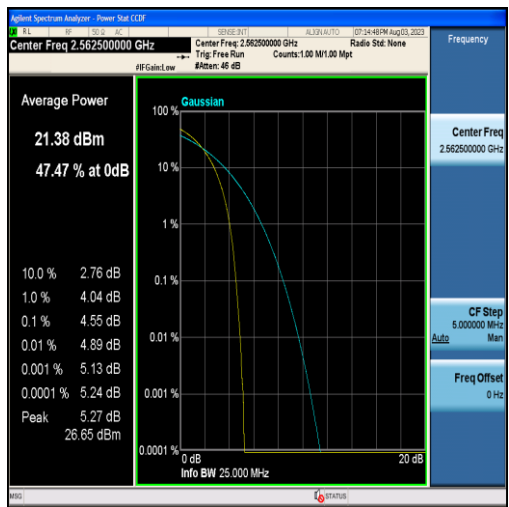 Agilent Spectrum Analyzer - Power Stat CCDF
RL RF 50 Ω AC SENSE:INT ALIGN AUTO 07:14:48PM Aug 03, 2023
Center Freq 2.562500000 GHz
Center Freq: 2.562500000 GHz Radio Std: None
Trig: Free Run Counts:1.00 M/1.00 Mpt
#IFGain:Low #Atten: 46 dB
Frequency
Average Power
21.38 dBm
47.47 % at 0dB
10.0 % 2.76 dB
1.0 % 4.04 dB
0.1 % 4.55 dB
0.01 % 4.89 dB
0.001 % 5.13 dB
0.0001 % 5.24 dB
Peak 5.27 dB
26.65 dBm
Gaussian
100 %
10 %
1 %
0.1 %
0.01 %
0.001 %
0.0001 %
0 dB 20 dB
Info BW 25.000 MHz
Center Freq
2.562500000 GHz
CF Step
5.000000 MHz
Auto Man
Freq Offset
0 Hz
MSG STATUS